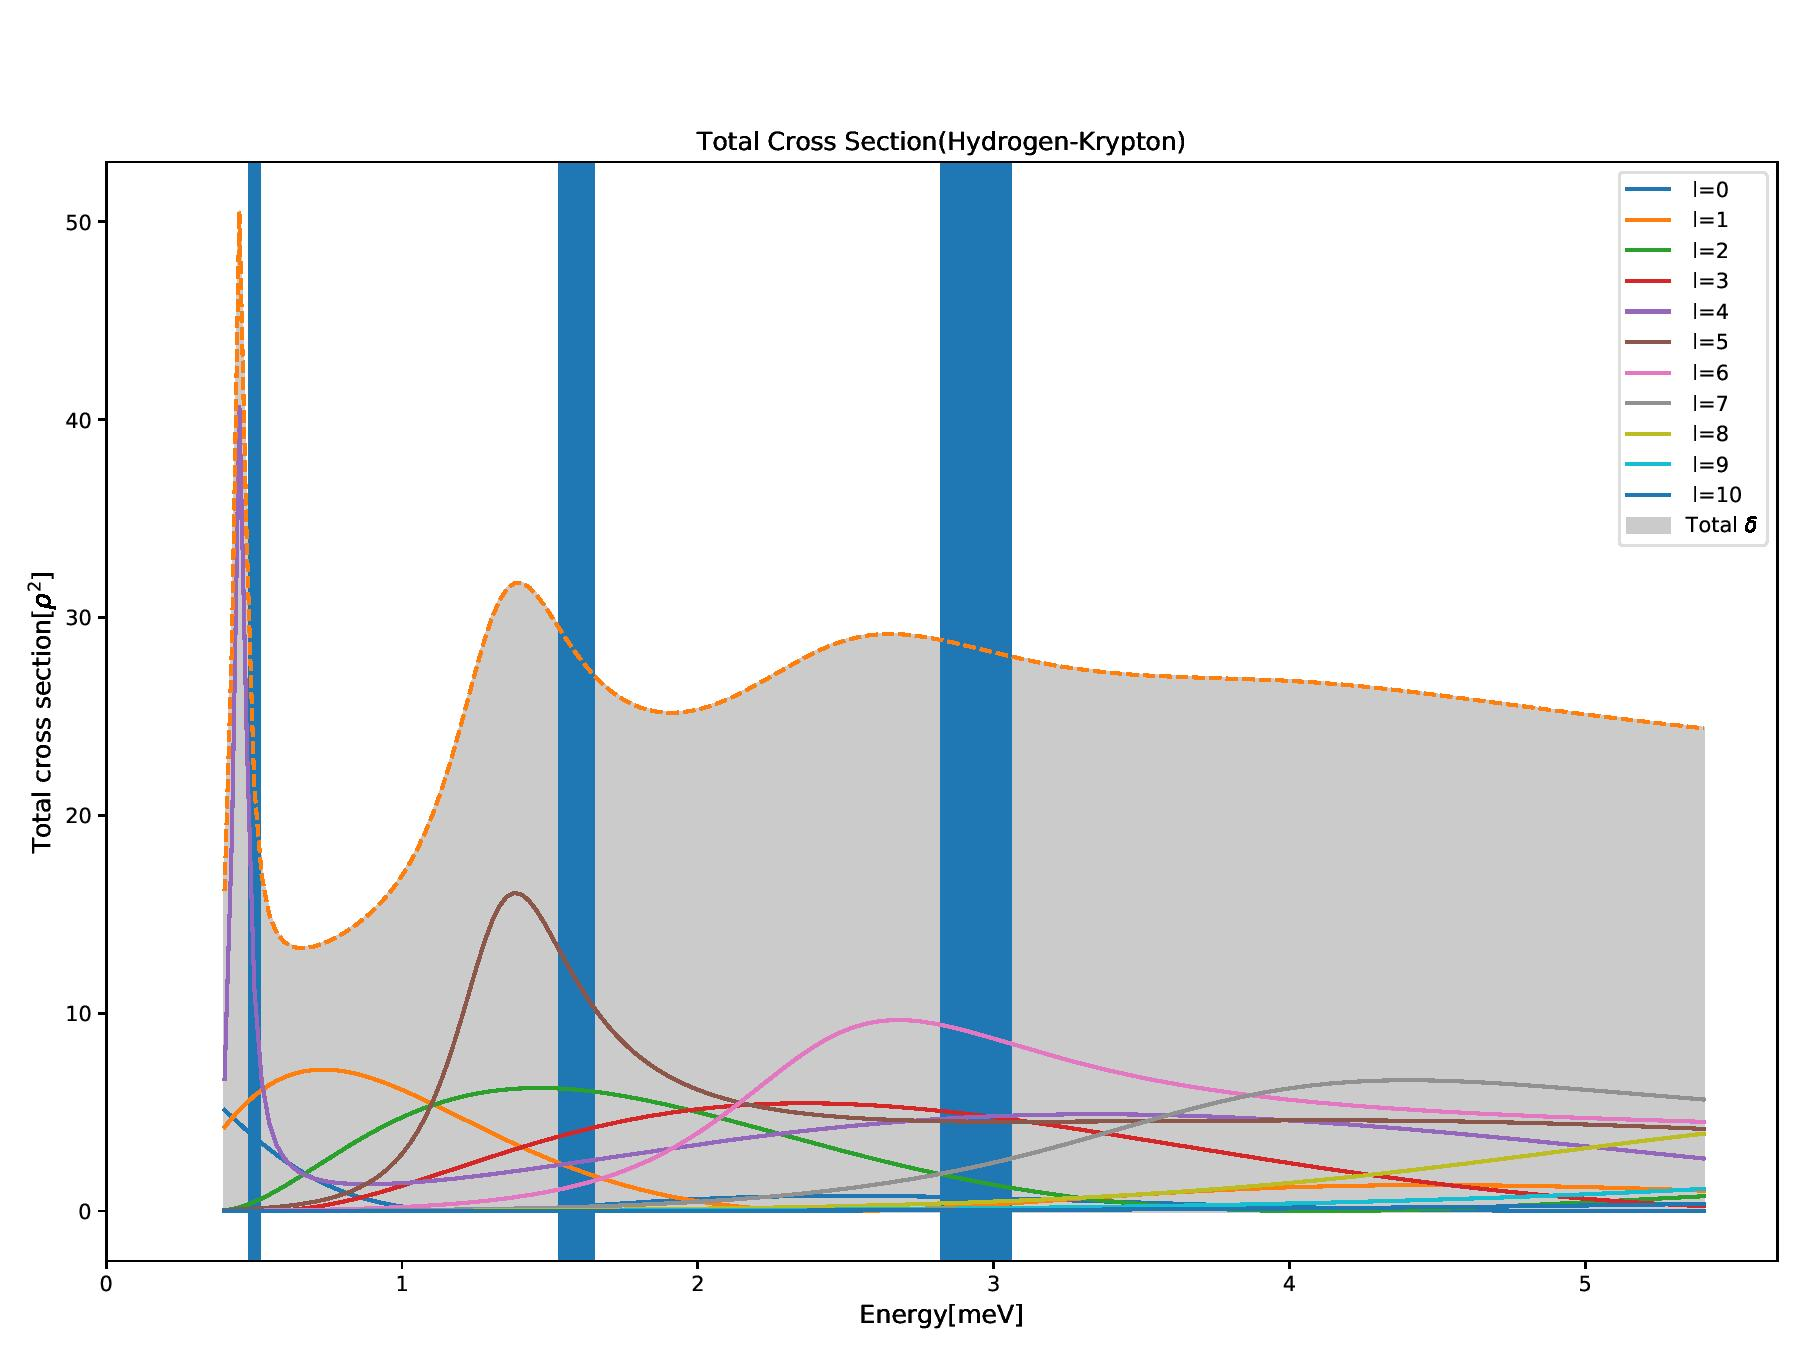 Total Cross Section(Hydrogen-Krypton)
50
40
30
20
10
0
Total cross section[ρ²]
0 1 2 3 4 5
Energy[meV]
l=0
l=1
l=2
l=3
l=4
l=5
l=6
l=7
l=8
l=9
l=10
Total δ